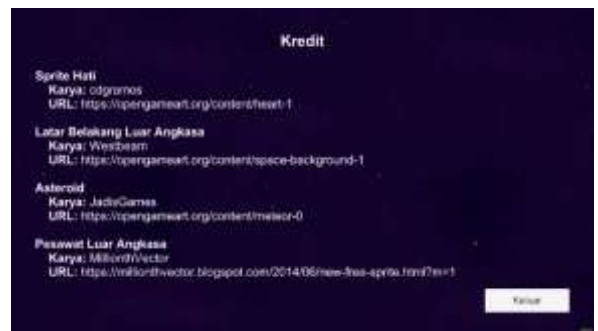 Kredit
Sprite Hati
Karya: cdgramos
URL: https://opengameart.org/content/heart-1
Latar Belakang Luar Angkasa
Karya: Westbeam
URL: https://opengameart.org/content/space-background-1
Asteroid
Karya: JadisGames
URL: https://opengameart.org/content/meteor-0
Pesawat Luar Angkasa
Karya: MillionthVector
URL: https://millionthvector.blogspot.com/2014/06/new-free-sprite.html?m=1
Keluar